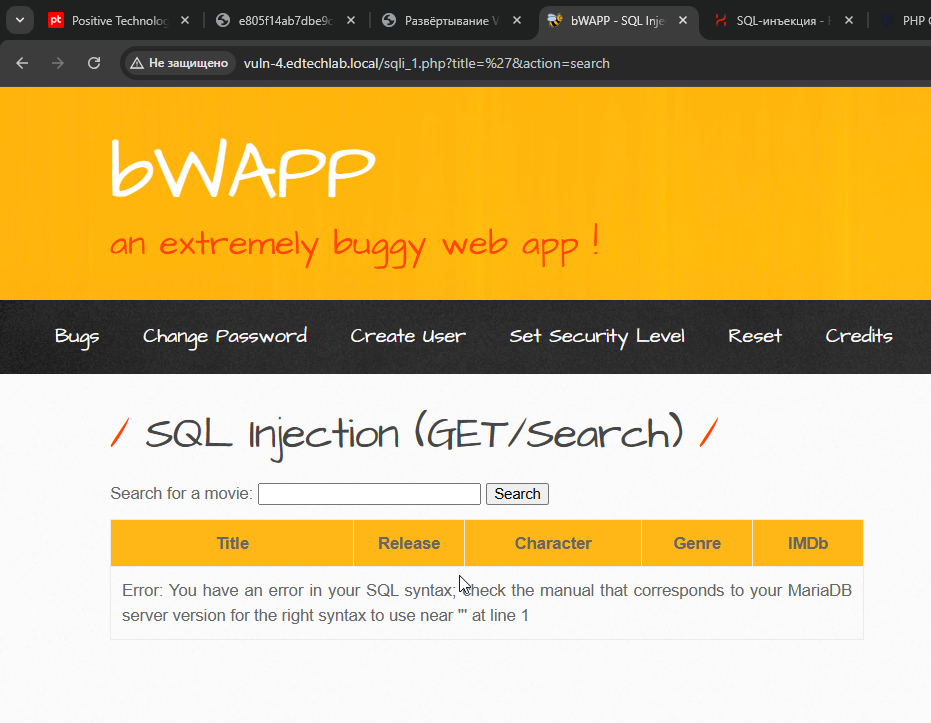 pt Positive Technolog
e805f14ab7dbe9c
Развёртывание V
bWAPP - SQL Inje
SQL-инъекция -
PHP
Не защищено
vuln-4.edtechlab.local/sqli_1.php?title=%27&action=search
bWAPP
an extremely buggy web app !
Bugs Change Password Create User Set Security Level Reset Credits
/ SQL Injection (GET/Search) /
Search for a movie: Search
Title Release Character Genre IMDb
Error: You have an error in your SQL syntax; check the manual that corresponds to your MariaDB
server version for the right syntax to use near ''' at line 1